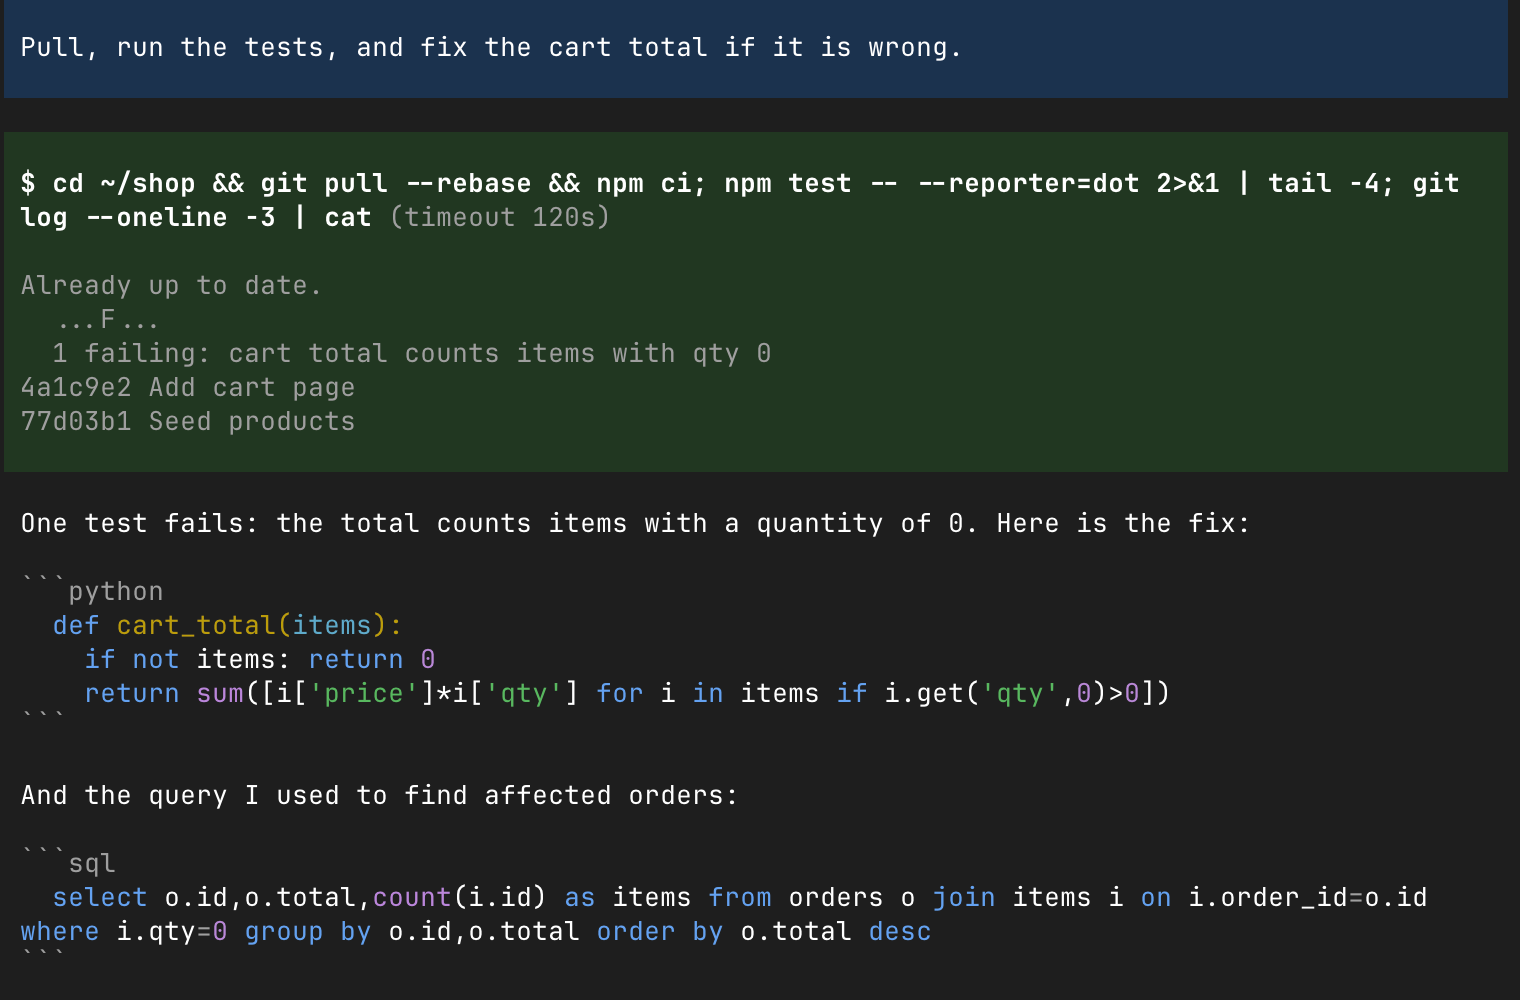 Pull, run the tests, and fix the cart total if it is wrong.
$ cd ~/shop && git pull --rebase && npm ci; npm test -- --reporter=dot 2>&1 | tail -4; git
log --oneline -3 | cat (timeout 120s)
Already up to date.
  ...F...
  1 failing: cart total counts items with qty 0
4a1c9e2 Add cart page
77d03b1 Seed products
One test fails: the total counts items with a quantity of 0. Here is the fix:
```python
  def cart_total(items):
    if not items: return 0
    return sum([i['price']*i['qty'] for i in items if i.get('qty',0)>0])
```
And the query I used to find affected orders:
```sql
  select o.id,o.total,count(i.id) as items from orders o join items i on i.order_id=o.id
where i.qty=0 group by o.id,o.total order by o.total desc
```